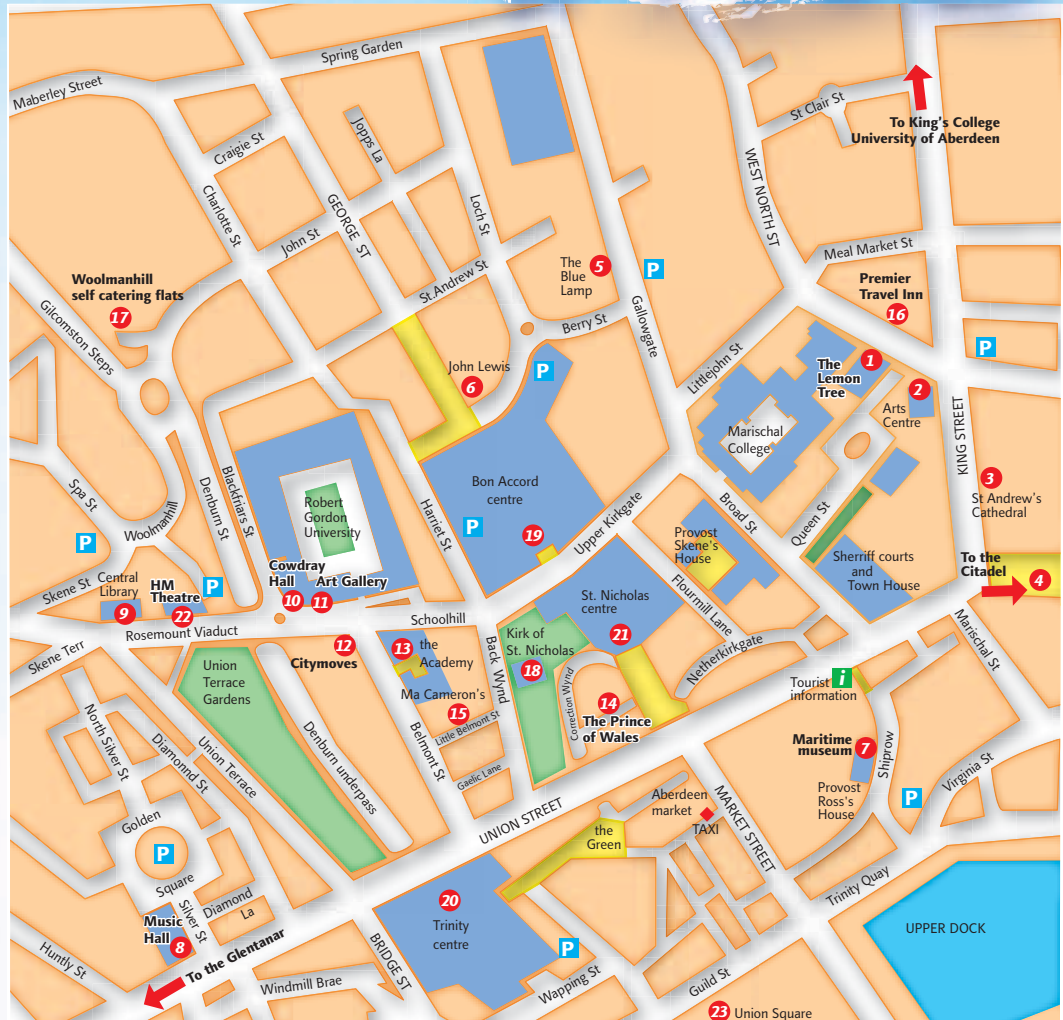 Spring Garden
Maberley Street
St Clair St
To King's College
University of Aberdeen
Craigie St
Jopps La
Loch St
Charlotte St
GEORGE ST
John St
WEST NORTH ST
Meal Market St
St.Andrew St
The
Blue
Lamp
5
P
Premier
Travel Inn
16
Woolmanhill
self catering flats
17
Gilcomston Steps
Berry St
Gallowgate
Littlejohn St
P
John Lewis
6
P
The
Lemon
Tree
1
2
Arts
Centre
Marischal
College
KING STREET
3
St Andrew's
Cathedral
Spa St
Woolmanhill
Denburn St
Blackfriars St
Robert
Gordon
University
Harriet St
Bon Accord
centre
P
19
Upper Kirkgate
Broad St
Queen St
Provost
Skene's
House
Sherriff courts
and
Town House
To the
Citadel
4
P
Skene St
Central
Library
9
HM
Theatre
22
P
Cowdray
Hall
10
Art Gallery
11
St. Nicholas
centre
21
Flourmill Lane
Netherkirkgate
Marischal St
Rosemount Viaduct
Skene Terr
Schoolhill
12
Citymoves
13
the
Academy
Ma Cameron's
15
Back Wynd
Kirk of
St. Nicholas
18
Correction Wynd
14
The Prince
of Wales
Tourist
information
i
Union
Terrace
Gardens
Little Belmont St
Gaelic Lane
Belmont St
Denburn underpass
Union Terrace
Diamomnd St
North Silver St
Maritime
museum
7
Shiprow
Provost
Ross's
House
P
Virginia St
Golden
P
Square
Silver St
Diamond
La
UNION STREET
the
Green
Aberdeen
market
TAXI
MARKET STREET
Trinity Quay
UPPER DOCK
Music
Hall
8
Huntly St
To the Glentanar
Windmill Brae
BRIDGE ST
20
Trinity
centre
P
Wapping St
Guild St
23
Union Square